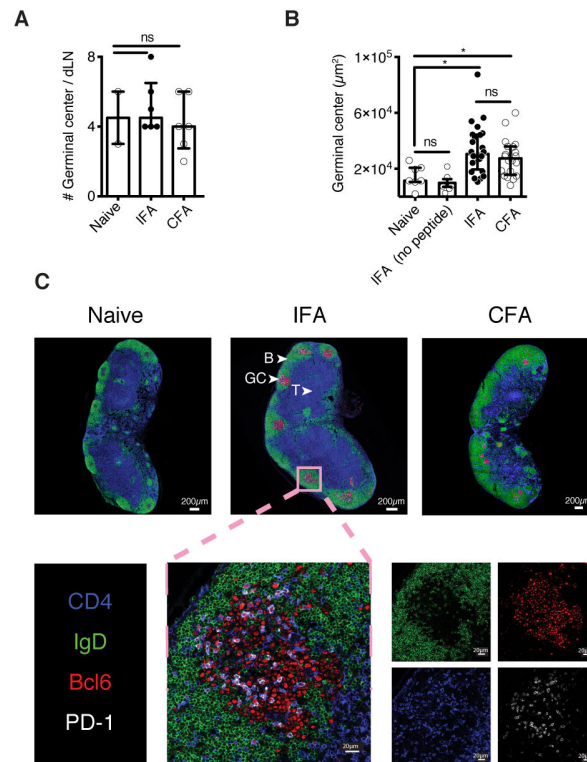 A
ns
# Germinal center / dLN
8
4
0
Naive
IFA
CFA
B
*
*
ns
ns
Germinal center (µm²)
1×10⁵
6×10⁴
2×10⁴
Naive
IFA (no peptide)
IFA
CFA
C
Naive
IFA
CFA
B
GC
T
200µm
200µm
200µm
CD4
IgD
Bcl6
PD-1
20µm
20µm
20µm
20µm
20µm